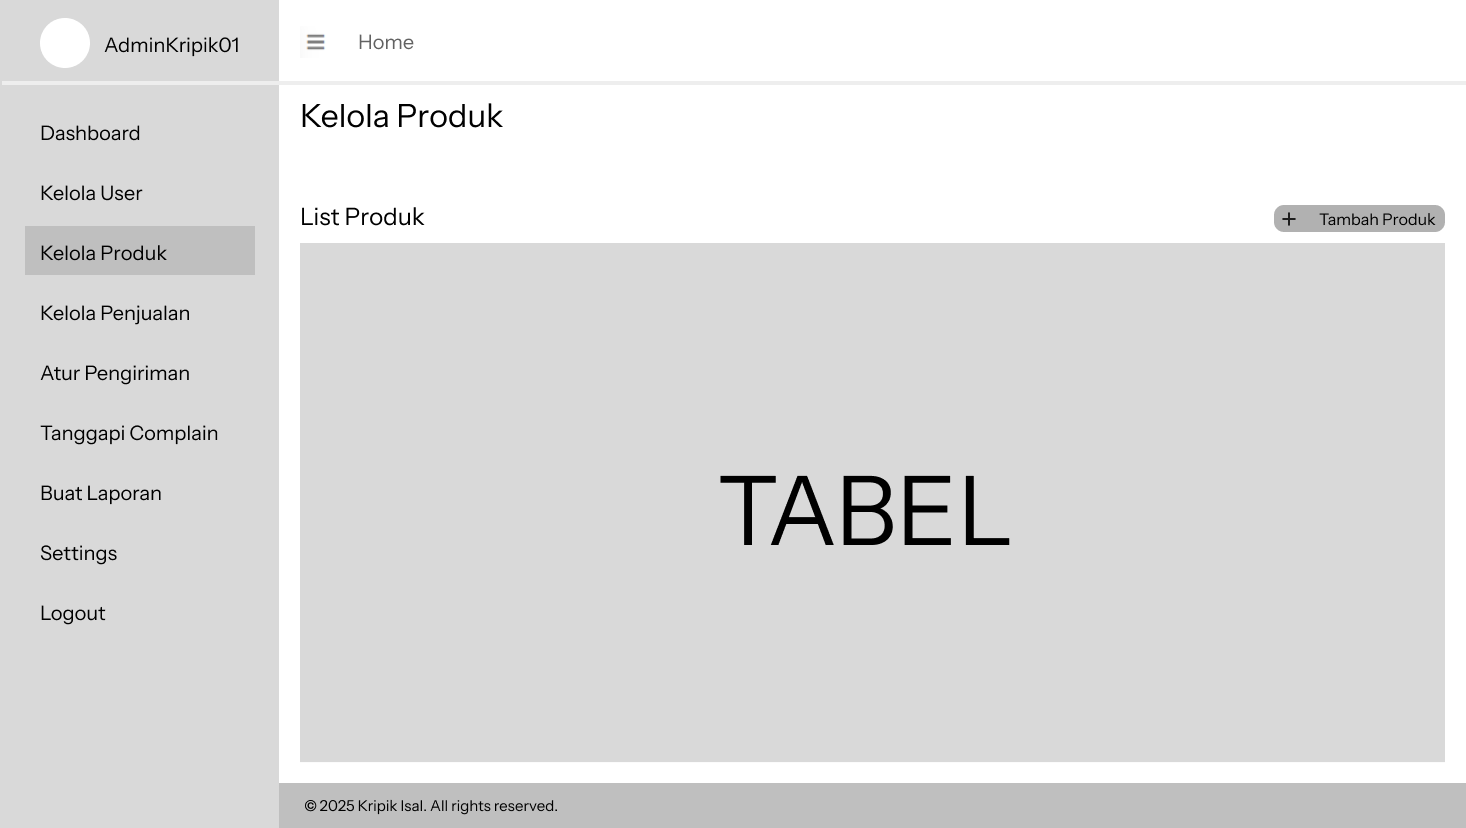 AdminKripik01
Home
Dashboard
Kelola User
Kelola Produk
Kelola Penjualan
Atur Pengiriman
Tanggapi Complain
Buat Laporan
Settings
Logout
Kelola Produk
List Produk
+ Tambah Produk
TABEL
© 2025 Kripik Isal. All rights reserved.